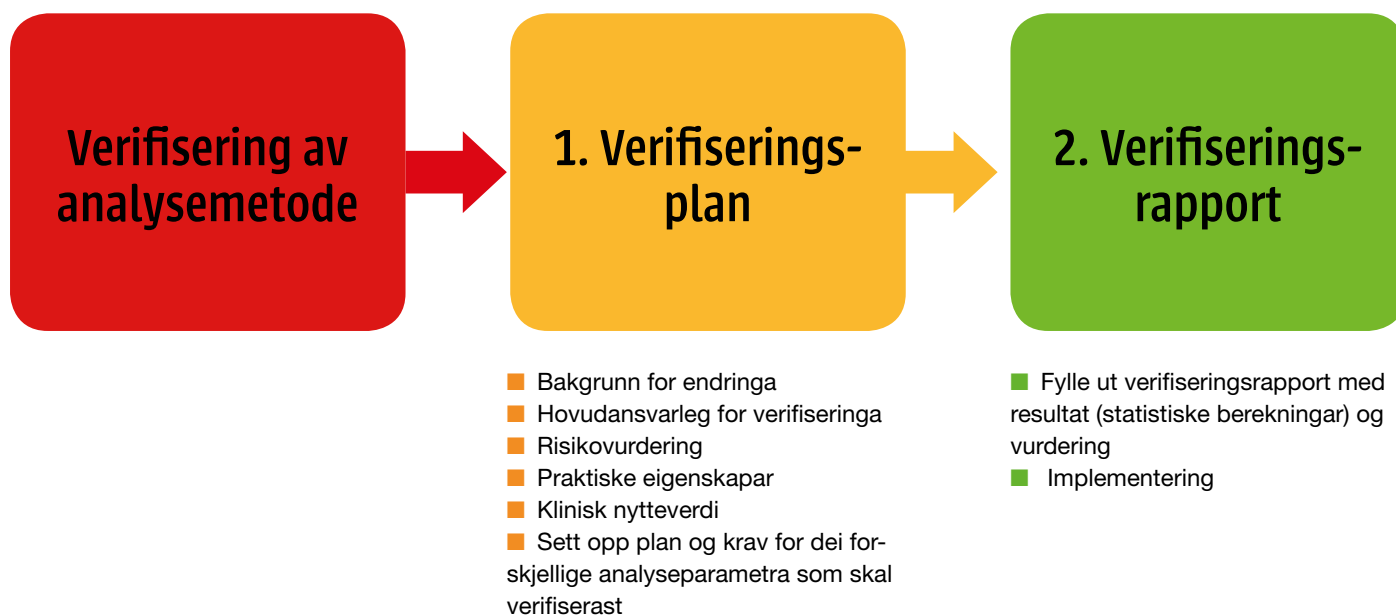 Verifisering av
analysemetode
1. Verifiserings-
plan
2. Verifiserings-
rapport
■ Bakgrunn for endringa
■ Hovudansvarleg for verifiseringa
■ Risikovurdering
■ Praktiske eigenskapar
■ Klinisk nytteverdi
■ Sett opp plan og krav for dei for-
skjellige analyseparametra som skal
verifiserast
■ Fylle ut verifiseringsrapport med
resultat (statistiske berekningar) og
vurdering
■ Implementering